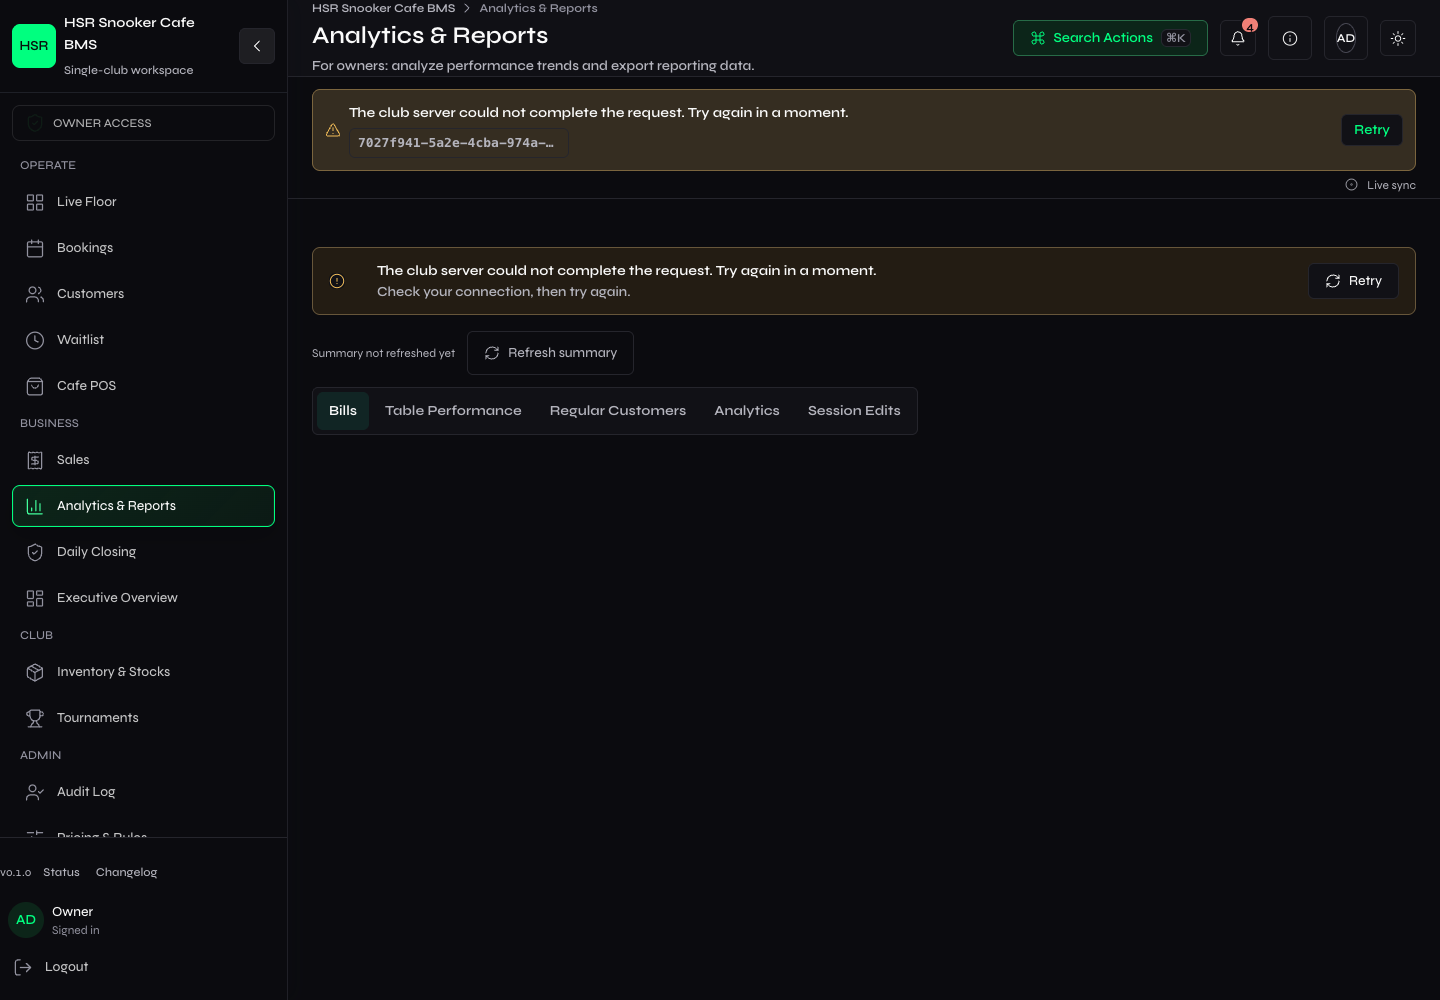 HSR
HSR Snooker Cafe
BMS
Single-club workspace
OWNER ACCESS
OPERATE
Live Floor
Bookings
Customers
Waitlist
Cafe POS
BUSINESS
Sales
Analytics & Reports
Daily Closing
Executive Overview
CLUB
Inventory & Stocks
Tournaments
ADMIN
Audit Log
Pricing & Rules
v0.1.0 Status Changelog
AD
Owner
Signed in
Logout
HSR Snooker Cafe BMS > Analytics & Reports
Analytics & Reports
For owners: analyze performance trends and export reporting data.
Search Actions ⌘K
4
AD
The club server could not complete the request. Try again in a moment.
7027f941-5a2e-4cba-974a-…
Retry
Live sync
The club server could not complete the request. Try again in a moment.
Check your connection, then try again.
Retry
Summary not refreshed yet
Refresh summary
Bills Table Performance Regular Customers Analytics Session Edits